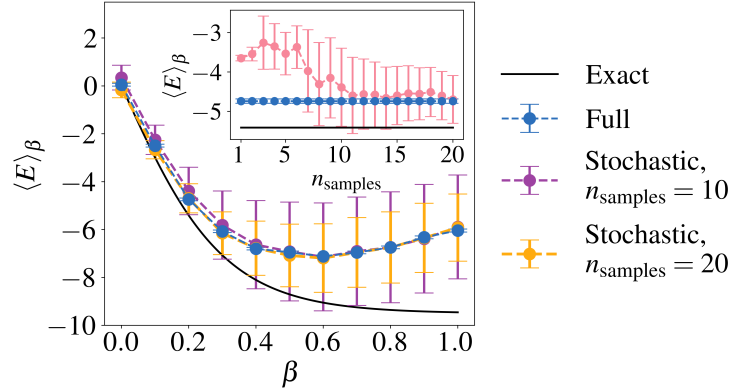 ⟨E⟩β
2
0
−2
−4
−6
−8
−10
0.0 0.2 0.4 0.6 0.8 1.0
β
⟨E⟩β
−3
−4
−5
1 5 10 15 20
nsamples
Exact
Full
Stochastic,
nsamples = 10
Stochastic,
nsamples = 20